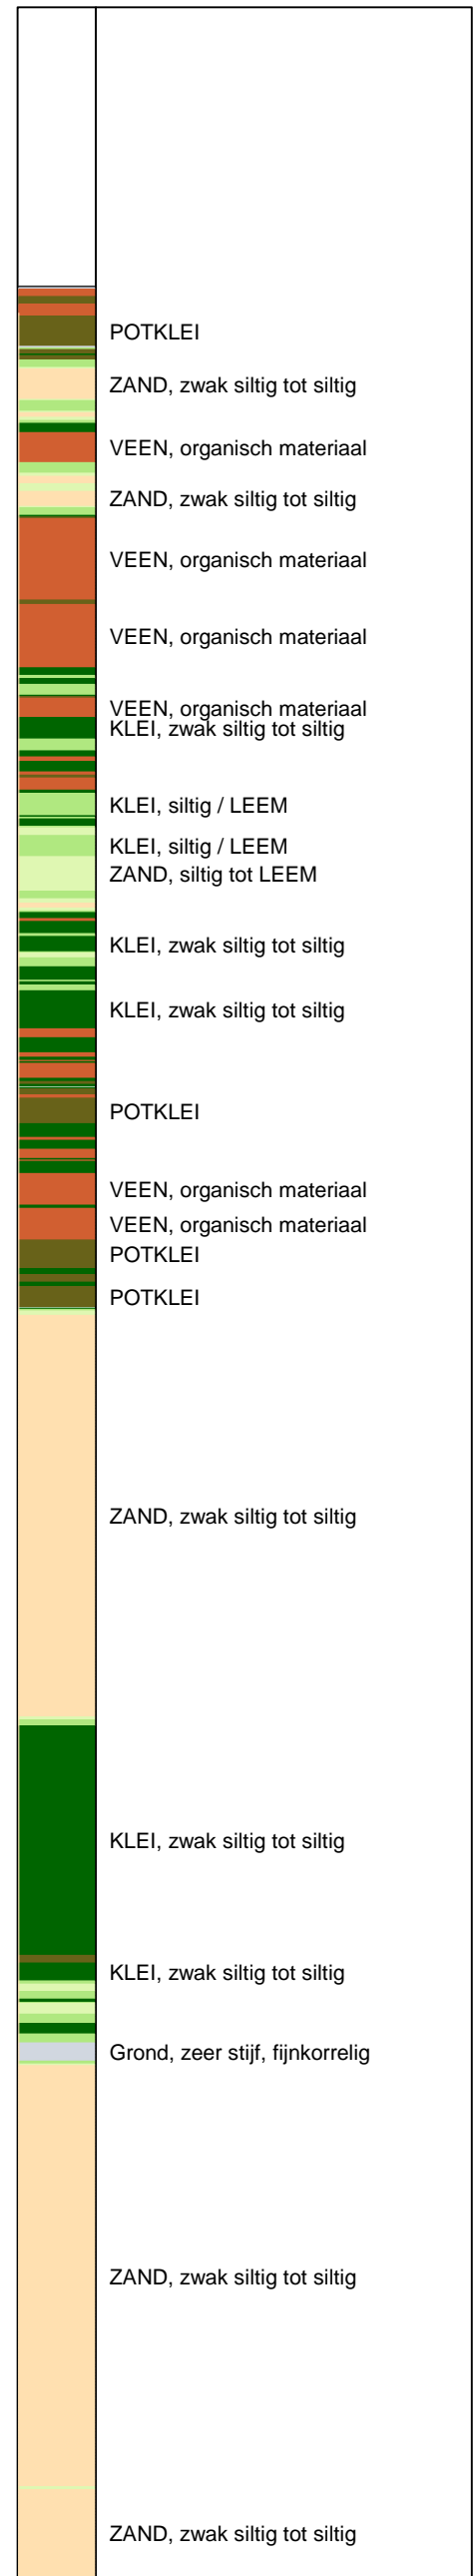 POTKLEI
ZAND, zwak siltig tot siltig
VEEN, organisch materiaal
ZAND, zwak siltig tot siltig
VEEN, organisch materiaal
VEEN, organisch materiaal
VEEN, organisch materiaal
KLEI, zwak siltig tot siltig
KLEI, siltig / LEEM
KLEI, siltig / LEEM
ZAND, siltig tot LEEM
KLEI, zwak siltig tot siltig
KLEI, zwak siltig tot siltig
POTKLEI
VEEN, organisch materiaal
VEEN, organisch materiaal
POTKLEI
POTKLEI
ZAND, zwak siltig tot siltig
KLEI, zwak siltig tot siltig
KLEI, zwak siltig tot siltig
Grond, zeer stijf, fijnkorrelig
ZAND, zwak siltig tot siltig
ZAND, zwak siltig tot siltig